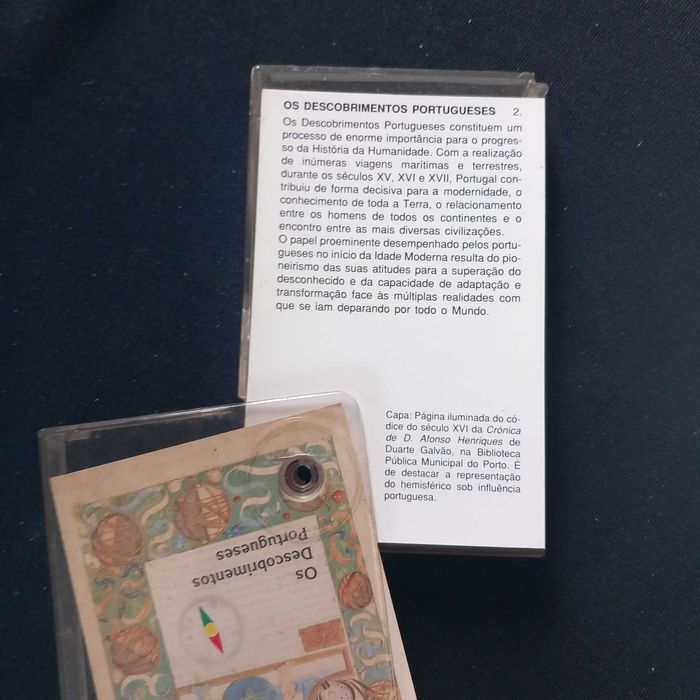 OS DESCOBRIMENTOS PORTUGUESES 2.
Os Descobrimentos Portugueses constituem um
processo de enorme importância para o progres-
so da História da Humanidade. Com a realização
de inúmeras viagens marítimas e terrestres,
durante os séculos XV, XVI e XVII, Portugal con-
tribuiu de forma decisiva para a modernidade, o
conhecimento de toda a Terra, o relacionamento
entre os homens de todos os continentes e o
encontro entre as mais diversas civilizações.
O papel proeminente desempenhado pelos portu-
gueses no início da Idade Moderna resulta do pio-
neirismo das suas atitudes para a superação do
desconhecido e da capacidade de adaptação e
transformação face às múltiplas realidades com
que se iam deparando por todo o Mundo.
Capa: Página iluminada do có-
dice do século XVI da Crónica
de D. Afonso Henriques de
Duarte Galvão, na Biblioteca
Pública Municipal do Porto. É
de destacar a representação
do hemisférico sob influência
portuguesa.
Os
Descobrimentos
Portugueses